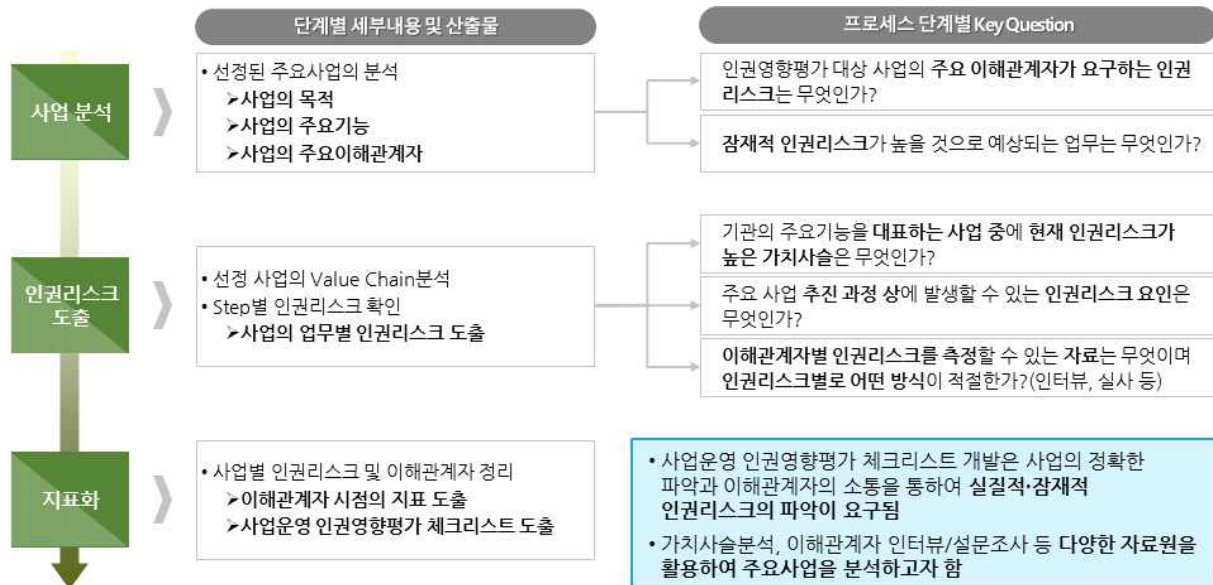 단계별 세부내용 및 산출물
프로세스 단계별 Key Question
사업 분석
• 선정된 주요사업의 분석
➢사업의 목적
➢사업의 주요기능
➢사업의 주요이해관계자
인권영향평가 대상 사업의 주요 이해관계자가 요구하는 인권
리스크는 무엇인가?
잠재적 인권리스크가 높을 것으로 예상되는 업무는 무엇인가?
인권리스크
도출
• 선정 사업의 Value Chain분석
• Step별 인권리스크 확인
➢사업의 업무별 인권리스크 도출
기관의 주요기능을 대표하는 사업 중에 현재 인권리스크가
높은 가치사슬은 무엇인가?
주요 사업 추진 과정 상에 발생할 수 있는 인권리스크 요인은
무엇인가?
이해관계자별 인권리스크를 측정할 수 있는 자료는 무엇이며
인권리스크별로 어떤 방식이 적절한가?(인터뷰, 실사 등)
지표화
• 사업별 인권리스크 및 이해관계자 정리
➢이해관계자 시점의 지표 도출
➢사업운영 인권영향평가 체크리스트 도출
• 사업운영 인권영향평가 체크리스트 개발은 사업의 정확한
파악과 이해관계자의 소통을 통하여 실질적·잠재적
인권리스크의 파악이 요구됨
• 가치사슬분석, 이해관계자 인터뷰/설문조사 등 다양한 자료원을
활용하여 주요사업을 분석하고자 함